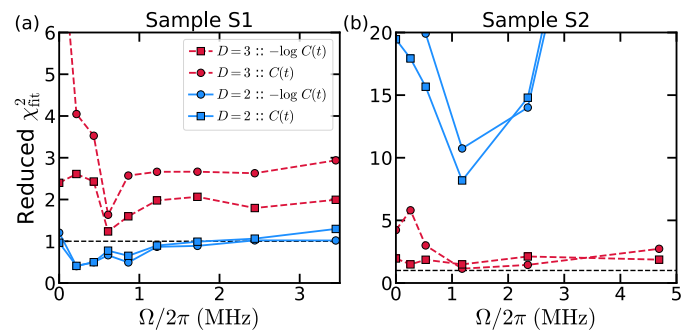 (a) Sample S1
Reduced χ²fit
6
5
4
3
2
1
0
D = 3 :: −log C(t)
D = 3 :: C(t)
D = 2 :: −log C(t)
D = 2 :: C(t)
0 1 2 3
Ω/2π (MHz)
(b) Sample S2
20
15
10
5
0
0 1 2 3 4 5
Ω/2π (MHz)